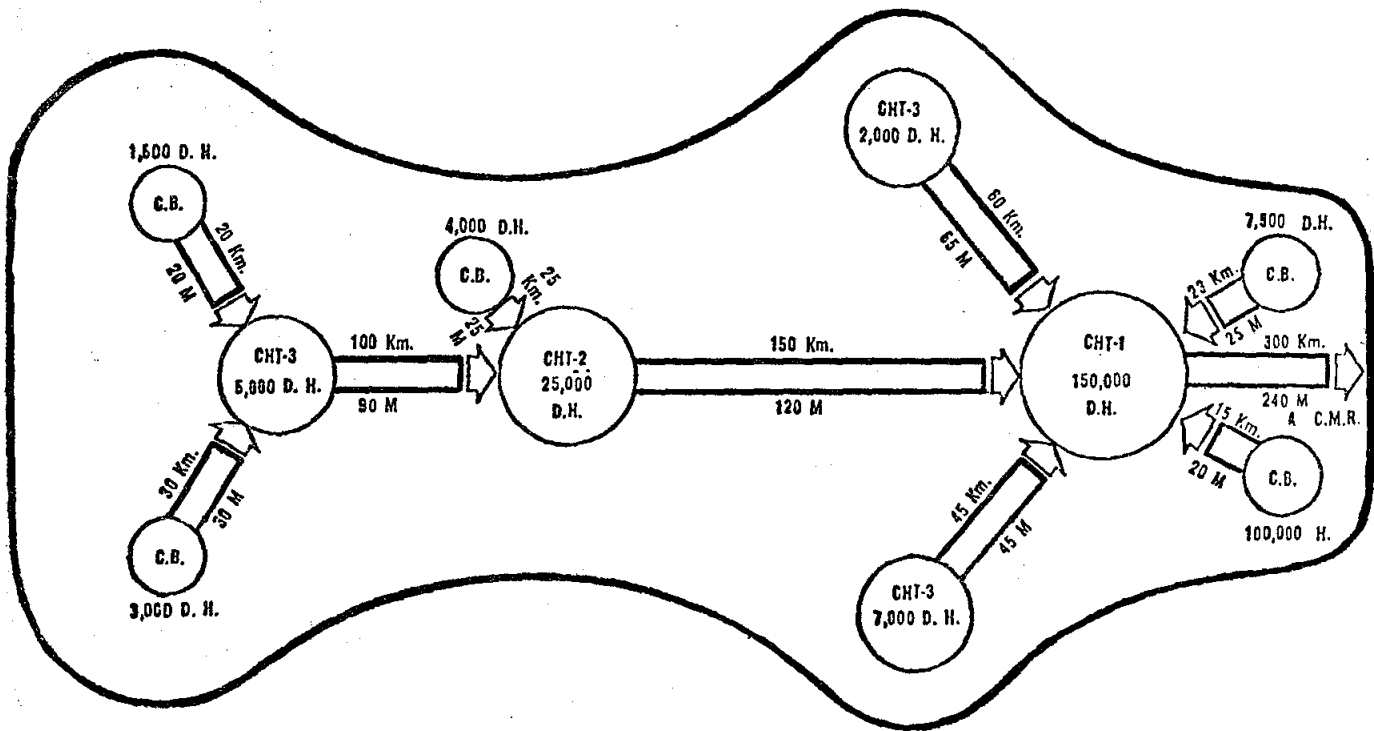 1,500 D. H.
C.B.
20 Km.
20 M
4,000 D.H.
C.B.
25
Km.
25
M
CHT-3
2,000 D. H.
60 Km.
65 M
7,500 D.H.
C.B.
23 Km.
25 M
CHT-3
5,000 D. H.
100 Km.
90 M
CHT-2
25,000
D.H.
150 Km.
120 M
CHT-1
150,000
D.H.
300 Km.
240 M
A C.M.R.
30 Km.
30 M
C.B.
3,000 D. H.
45 Km.
45 M
CHT-3
7,000 D. H.
15 Km.
20 M
C.B.
100,000 H.